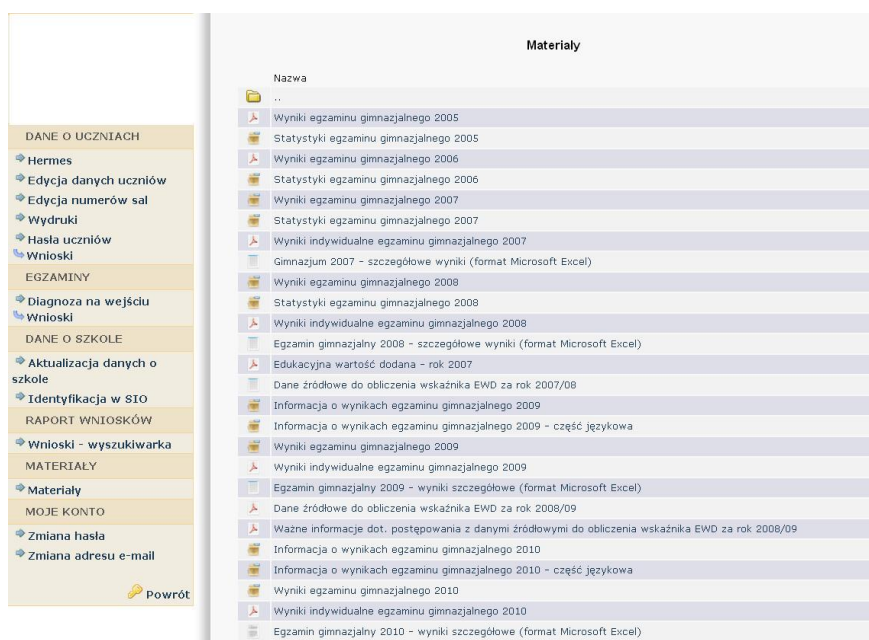 DANE O UCZNIACH
Hermes
Edycja danych uczniów
Edycja numerów sal
Wydruki
Hasła uczniów
Wnioski
EGZAMINY
Diagnoza na wejściu
Wnioski
DANE O SZKOLE
Aktualizacja danych o
szkole
Identyfikacja w SIO
RAPORT WNIOSKÓW
Wnioski - wyszukiwarka
MATERIAŁY
Materiały
MOJE KONTO
Zmiana hasła
Zmiana adresu e-mail
Powrót
Materiały
Nazwa
..
Wyniki egzaminu gimnazjalnego 2005
Statystyki egzaminu gimnazjalnego 2005
Wyniki egzaminu gimnazjalnego 2006
Statystyki egzaminu gimnazjalnego 2006
Wyniki egzaminu gimnazjalnego 2007
Statystyki egzaminu gimnazjalnego 2007
Wyniki indywidualne egzaminu gimnazjalnego 2007
Gimnazjum 2007 - szczegółowe wyniki (format Microsoft Excel)
Wyniki egzaminu gimnazjalnego 2008
Statystyki egzaminu gimnazjalnego 2008
Wyniki indywidualne egzaminu gimnazjalnego 2008
Egzamin gimnazjalny 2008 - szczegółowe wyniki (format Microsoft Excel)
Edukacyjna wartość dodana - rok 2007
Dane źródłowe do obliczenia wskaźnika EWD za rok 2007/08
Informacja o wynikach egzaminu gimnazjalnego 2009
Informacja o wynikach egzaminu gimnazjalnego 2009 - część językowa
Wyniki egzaminu gimnazjalnego 2009
Wyniki indywidualne egzaminu gimnazjalnego 2009
Egzamin gimnazjalny 2009 - wyniki szczegółowe (format Microsoft Excel)
Dane źródłowe do obliczenia wskaźnika EWD za rok 2008/09
Ważne informacje dot. postępowania z danymi źródłowymi do obliczenia wskaźnika EWD za rok 2008/09
Informacja o wynikach egzaminu gimnazjalnego 2010
Informacja o wynikach egzaminu gimnazjalnego 2010 - część językowa
Wyniki egzaminu gimnazjalnego 2010
Wyniki indywidualne egzaminu gimnazjalnego 2010
Egzamin gimnazjalny 2010 - wyniki szczegółowe (format Microsoft Excel)